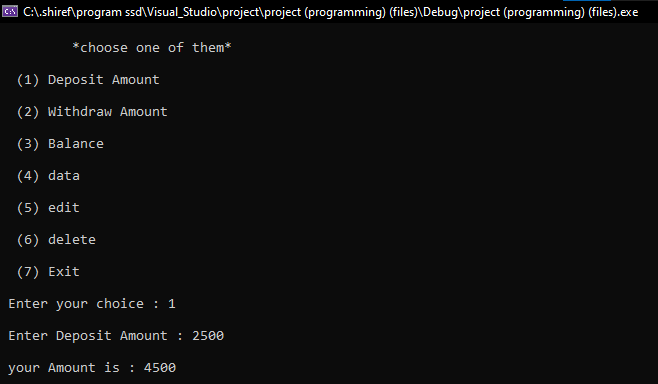 C:\.shiref\program ssd\Visual_Studio\project\project (programming) (files)\Debug\project (programming) (files).exe
*choose one of them*
(1) Deposit Amount
(2) Withdraw Amount
(3) Balance
(4) data
(5) edit
(6) delete
(7) Exit
Enter your choice : 1
Enter Deposit Amount : 2500
your Amount is : 4500